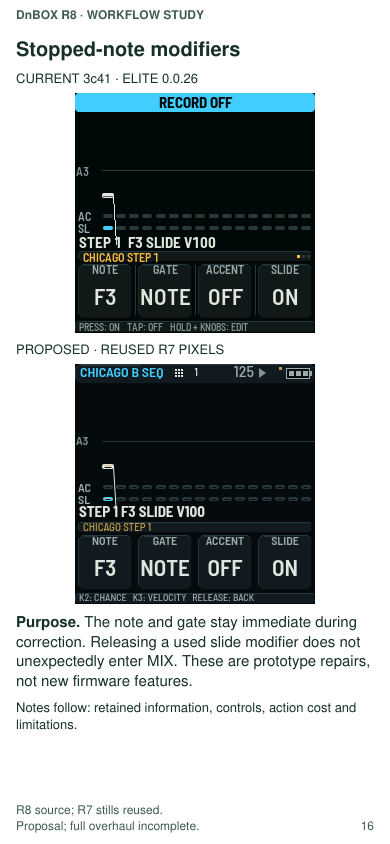 DnBOX R8 · WORKFLOW STUDY
Stopped-note modifiers
CURRENT 3c41 · ELITE 0.0.26
RECORD OFF
A3
AC
SL
STEP 1 F3 SLIDE V100
CHICAGO STEP 1
NOTE GATE ACCENT SLIDE
F3 NOTE OFF ON
PRESS: ON TAP: OFF HOLD + KNOBS: EDIT
PROPOSED · REUSED R7 PIXELS
CHICAGO B SEQ 1 125
A3
AC
SL
STEP 1 F3 SLIDE V100
CHICAGO STEP 1
NOTE GATE ACCENT SLIDE
F3 NOTE OFF ON
K2: CHANCE K3: VELOCITY RELEASE: BACK
Purpose. The note and gate stay immediate during
correction. Releasing a used slide modifier does not
unexpectedly enter MIX. These are prototype repairs,
not new firmware features.
Notes follow: retained information, controls, action cost and
limitations.
R8 source; R7 stills reused.
Proposal; full overhaul incomplete. 16